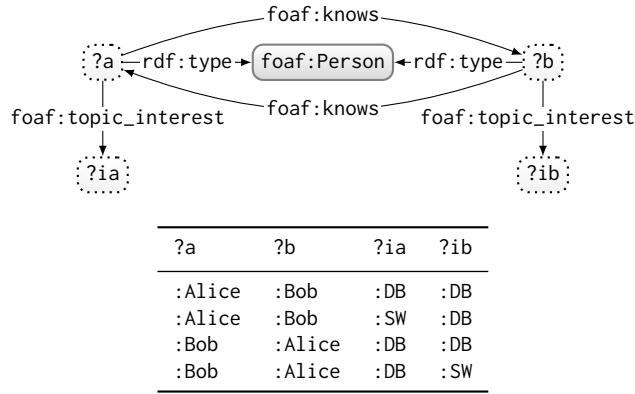 foaf:knows
?a rdf:type foaf:Person rdf:type ?b
foaf:knows
foaf:topic_interest foaf:topic_interest
?ia ?ib
?a ?b ?ia ?ib
:Alice :Bob :DB :DB
:Alice :Bob :SW :DB
:Bob :Alice :DB :DB
:Bob :Alice :DB :SW